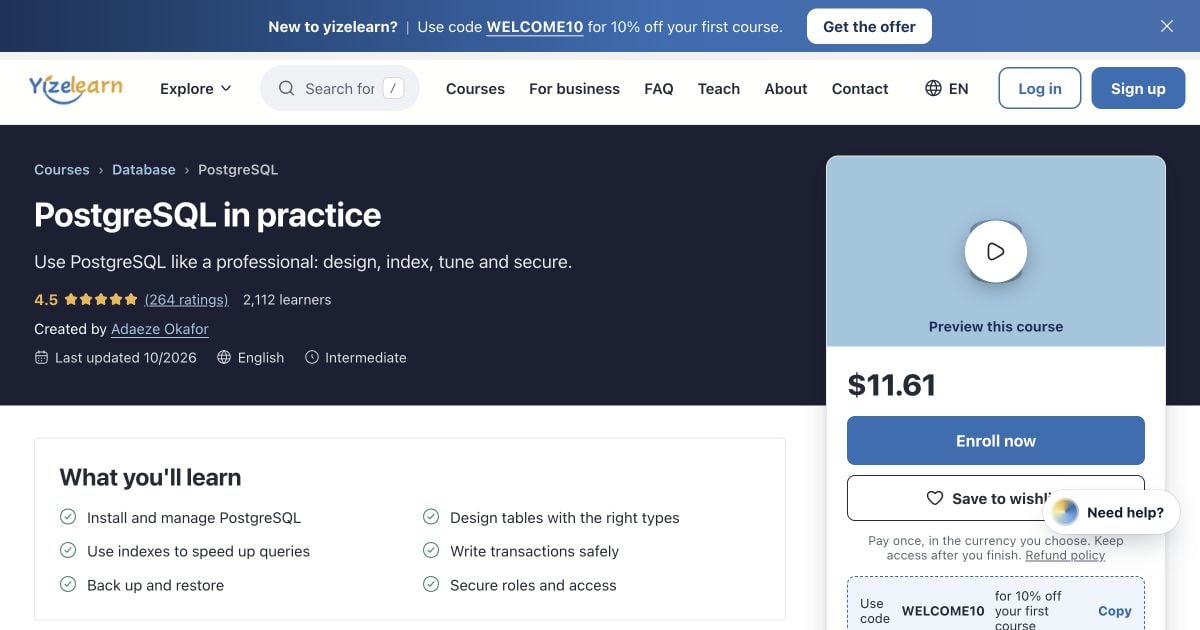 New to yizelearn? | Use code WELCOME10 for 10% off your first course. Get the offer
Yizelearn Explore Search for / Courses For business FAQ Teach About Contact EN Log in Sign up
Courses › Database › PostgreSQL
PostgreSQL in practice
Use PostgreSQL like a professional: design, index, tune and secure.
4.5 (264 ratings) 2,112 learners
Created by Adaeze Okafor
Last updated 10/2026 English Intermediate
Preview this course
$11.61
Enroll now
Save to wishli
Need help?
Pay once, in the currency you choose. Keep
access after you finish. Refund policy
Use code WELCOME10 for 10% off your first course Copy
What you'll learn
Install and manage PostgreSQL
Design tables with the right types
Use indexes to speed up queries
Write transactions safely
Back up and restore
Secure roles and access